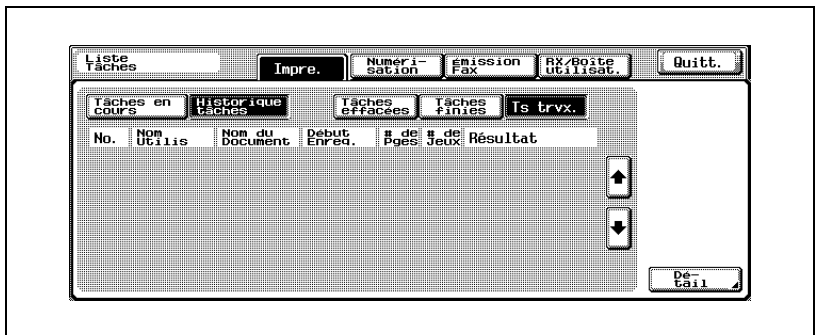 Liste
Tâches
Impre.
Numéri-
sation
émission
Fax
RX/Boîte
utilisat.
Quitt.
Tâches en
cours
Historique
tâches
Tâches
effacées
Tâches
finies
Ts trvx.
No.
Nom
Utilis
Nom du
Document
Début
Enreg.
# de
Pges
# de
Jeux
Résultat
Dé-
tail